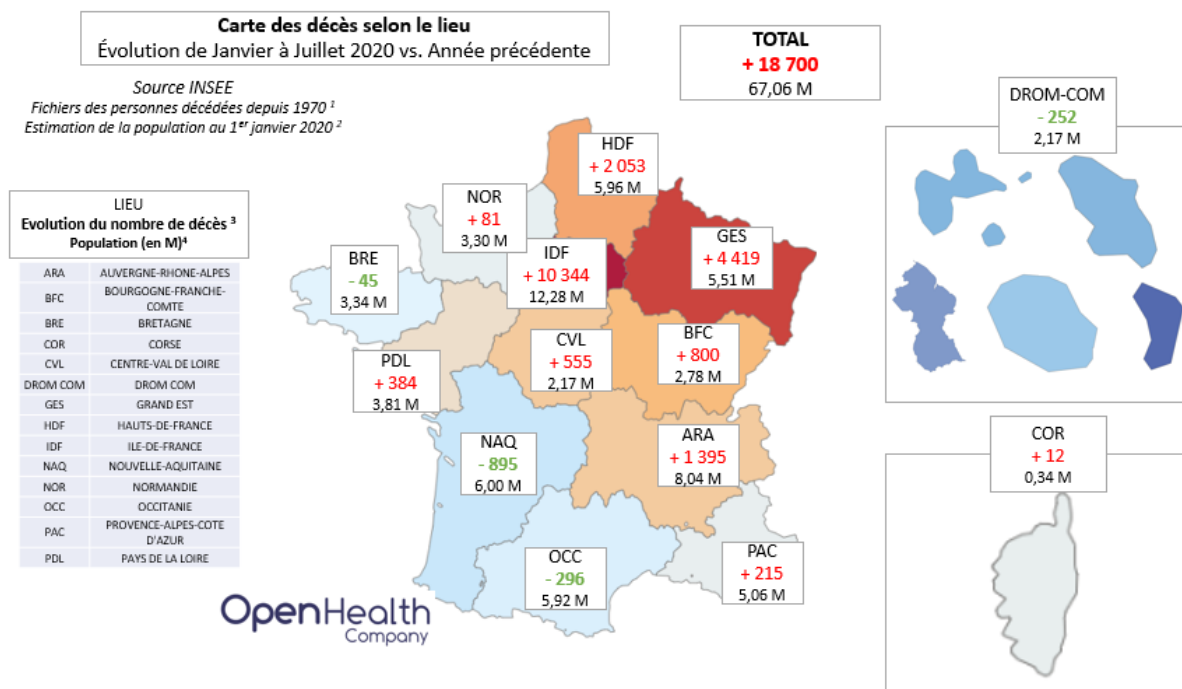 Carte des décès selon le lieu
Évolution de Janvier à Juillet 2020 vs. Année précédente
TOTAL
+ 18 700
67,06 M
Source INSEE
Fichiers des personnes décédées depuis 1970 ¹
Estimation de la population au 1er janvier 2020 ²
DROM-COM
- 252
2,17 M
HDF
+ 2 053
5,96 M
NOR
+ 81
3,30 M
GES
+ 4 419
5,51 M
IDF
+ 10 344
12,28 M
BRE
- 45
3,34 M
LIEU
Evolution du nombre de décès ³
Population (en M)⁴
ARA AUVERGNE-RHONE-ALPES
BFC BOURGOGNE-FRANCHE-
COMTE
BRE BRETAGNE
COR CORSE
CVL CENTRE-VAL DE LOIRE
DROM COM DROM COM
GES GRAND EST
HDF HAUTS-DE-FRANCE
IDF ILE-DE-FRANCE
NAQ NOUVELLE-AQUITAINE
NOR NORMANDIE
OCC OCCITANIE
PAC PROVENCE-ALPES-COTE
D'AZUR
PDL PAYS DE LA LOIRE
PDL
+ 384
3,81 M
CVL
+ 555
2,17 M
BFC
+ 800
2,78 M
NAQ
- 895
6,00 M
ARA
+ 1 395
8,04 M
COR
+ 12
0,34 M
OCC
- 296
5,92 M
PAC
+ 215
5,06 M
OpenHealth
Company